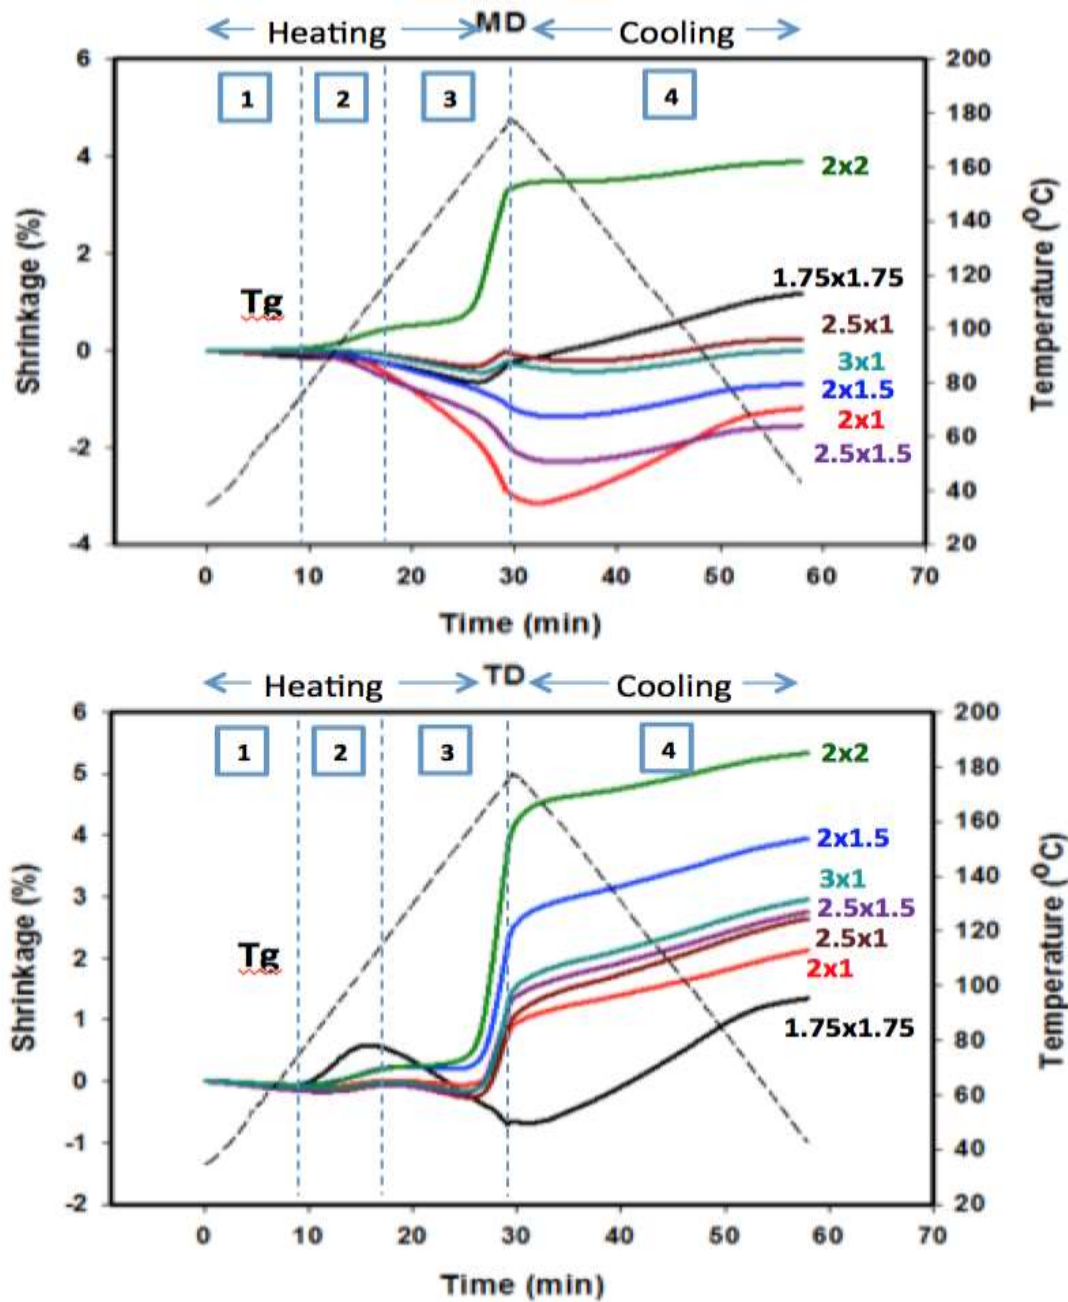 MD
Heating
Cooling
6
200
1
2
3
4
180
4
2x2
160
140
Shrinkage (%)
2
Temperature (⁰C)
1.75x1.75
120
Tg
2.5x1
100
0
3x1
80
2x1.5
2x1
-2
60
2.5x1.5
40
-4
20
0
10
20
30
40
50
60
70
Time (min)
TD
Heating
Cooling
6
200
1
2
3
4
2x2
5
180
4
2x1.5
160
3x1
140
Shrinkage (%)
3
2.5x1.5
Temperature (⁰C)
2.5x1
120
Tg
2
2x1
100
1
1.75x1.75
80
0
60
-1
40
-2
20
0
10
20
30
40
50
60
70
Time (min)